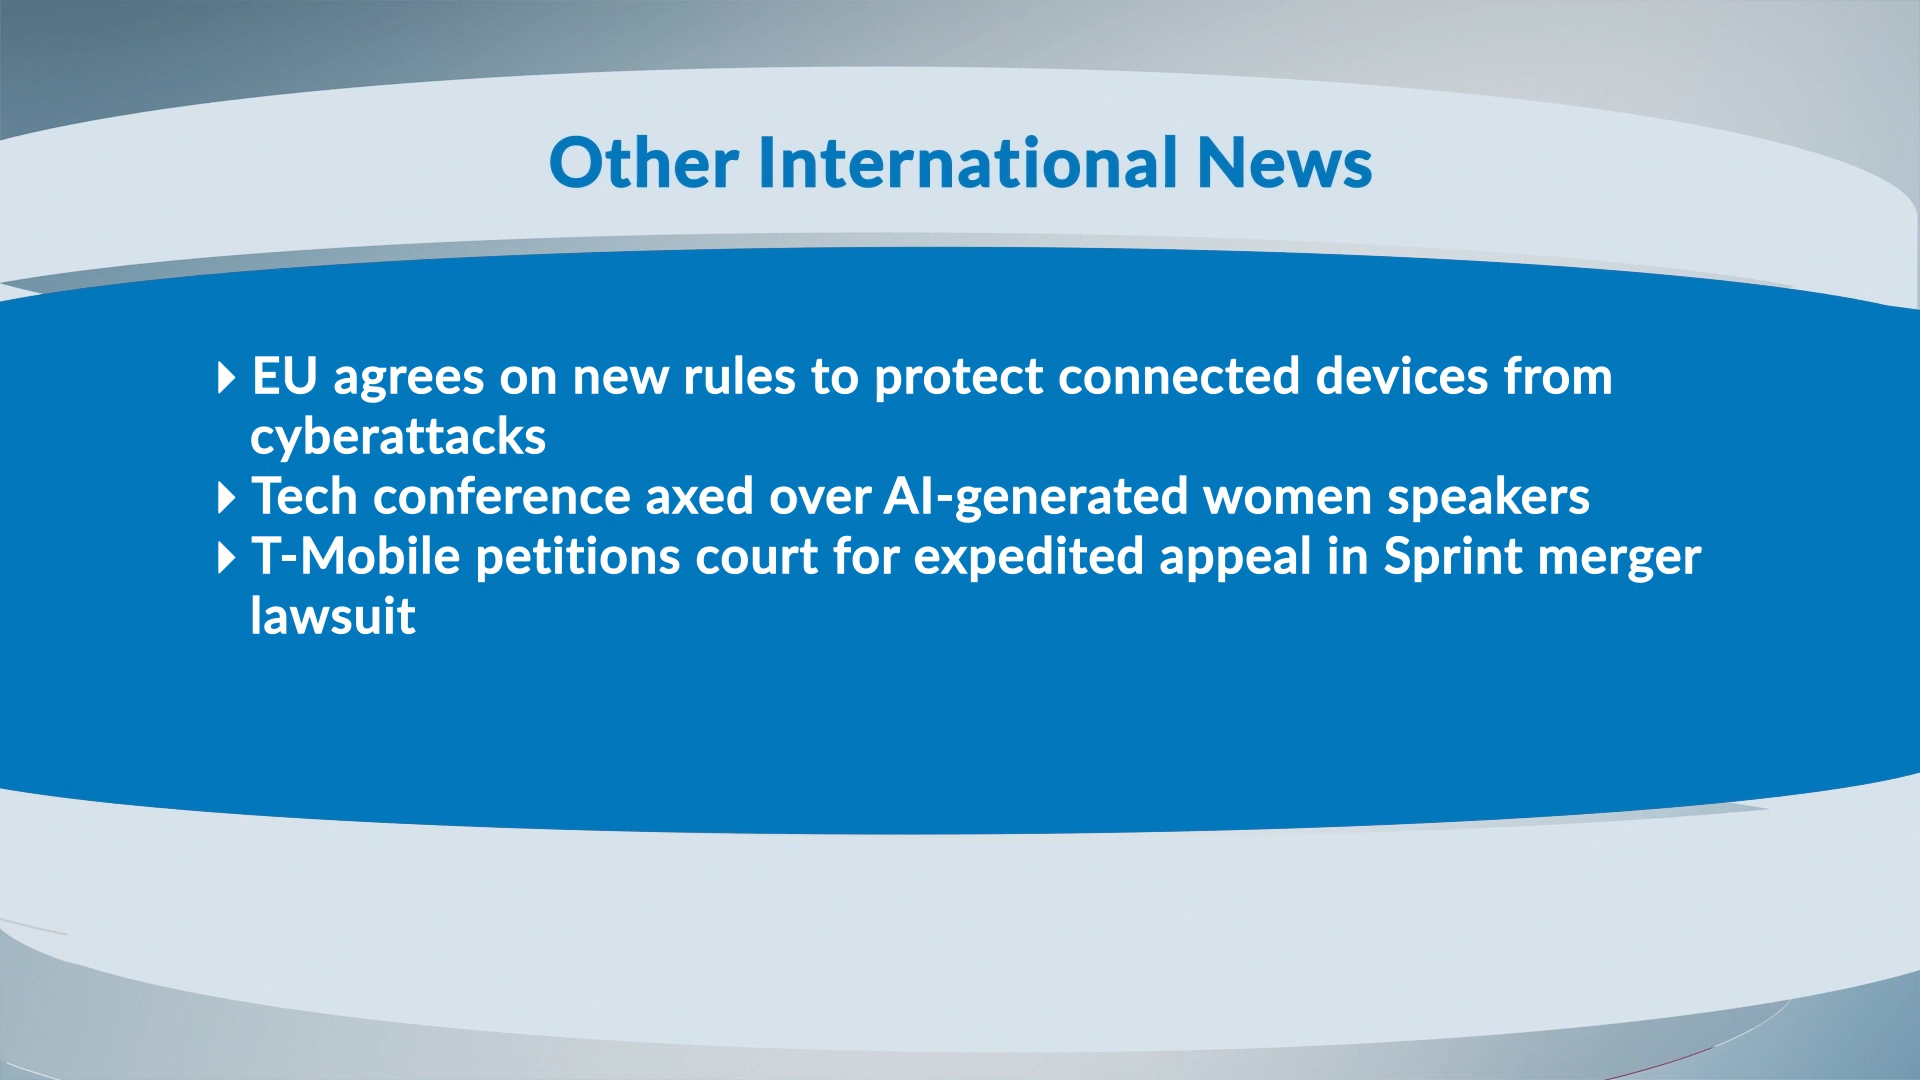 Other International News
EU agrees on new rules to protect connected devices from
cyberattacks
Tech conference axed over AI-generated women speakers
T-Mobile petitions court for expedited appeal in Sprint merger
lawsuit